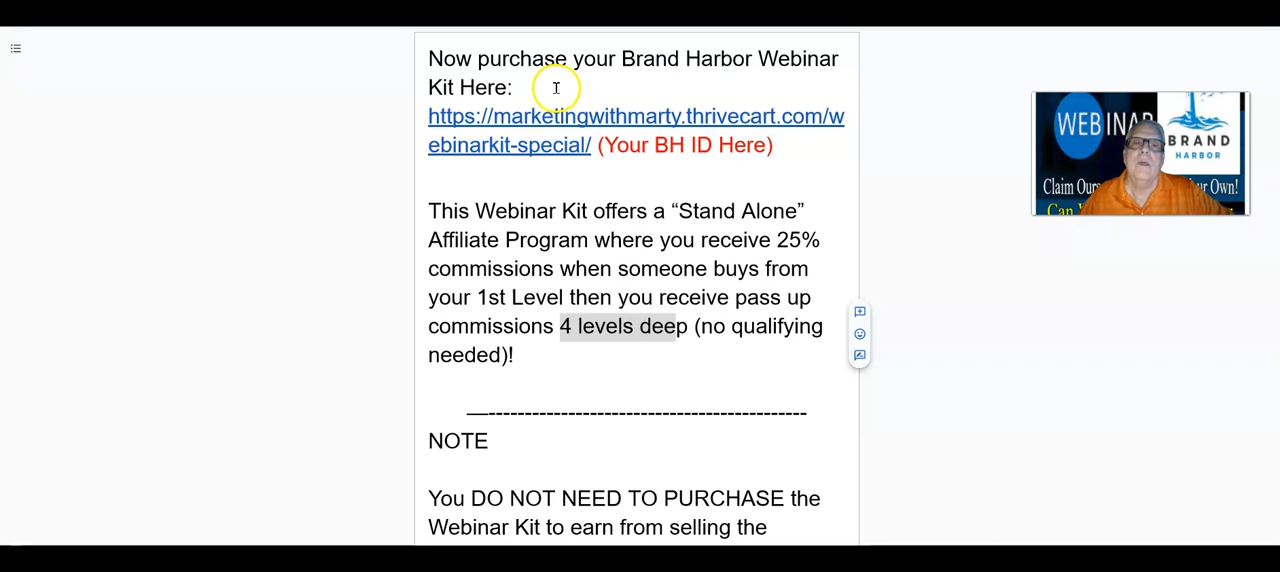 Now purchase your Brand Harbor Webinar
Kit Here:
https://marketingwithmarty.thrivecart.com/w
ebinarkit-special/ (Your BH ID Here)
This Webinar Kit offers a “Stand Alone”
Affiliate Program where you receive 25%
commissions when someone buys from
your 1st Level then you receive pass up
commissions 4 levels deep (no qualifying
needed)!
—--------------------------------------------
NOTE
You DO NOT NEED TO PURCHASE the
Webinar Kit to earn from selling the
WEBINAR
BRAND
HARBOR
Claim Ours
Your Own!
Can